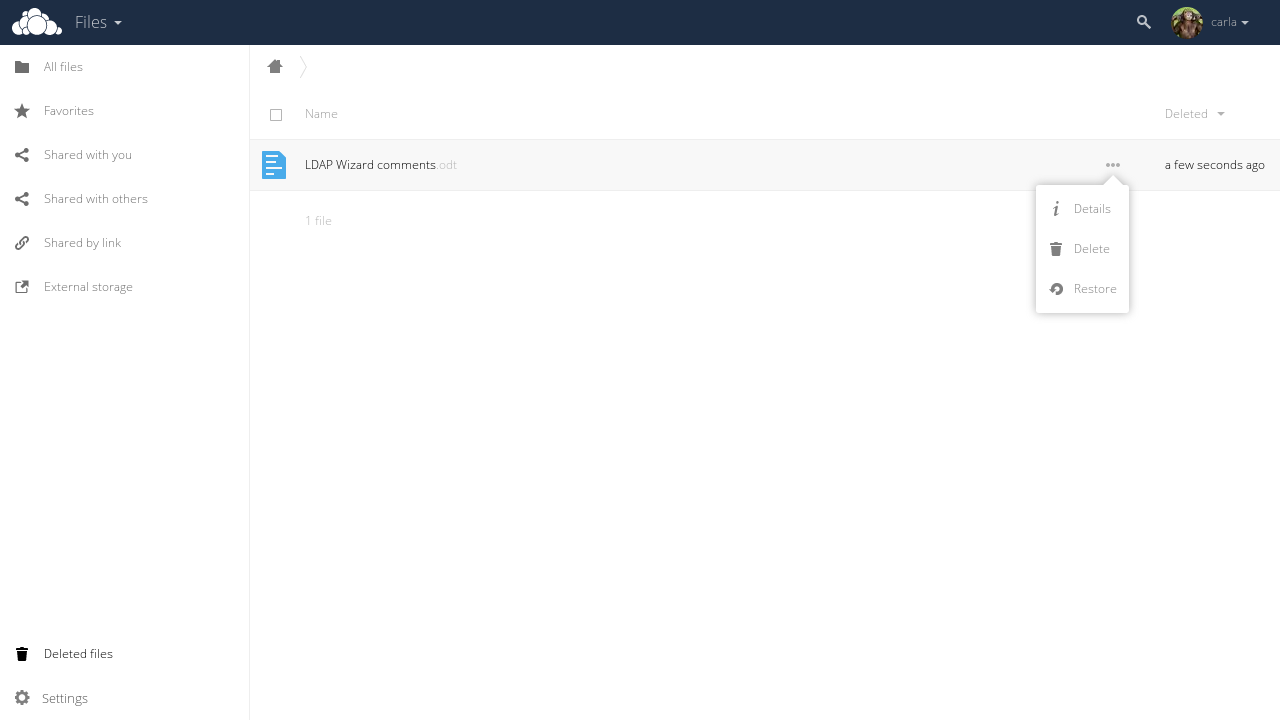 Files
carla
All files
Favorites
Shared with you
Shared with others
Shared by link
External storage
Deleted files
Settings
Name
Deleted
LDAP Wizard comments.odt
a few seconds ago
1 file
Details
Delete
Restore